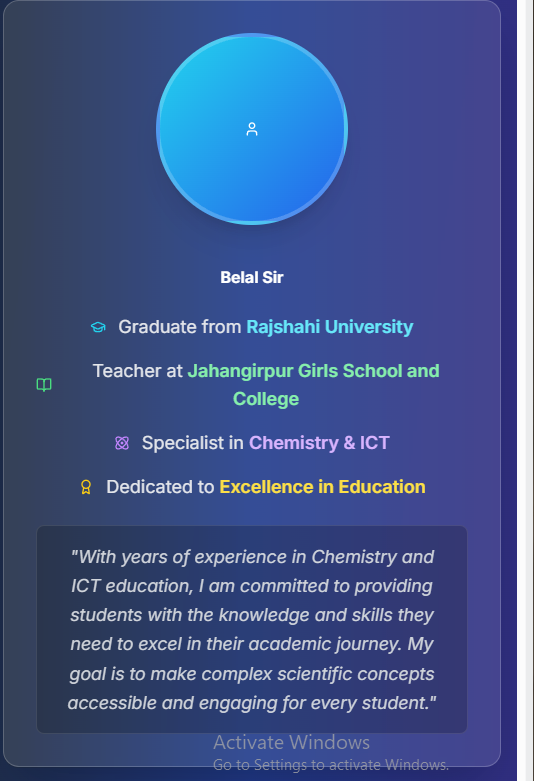 Belal Sir
Graduate from Rajshahi University
Teacher at Jahangirpur Girls School and
College
Specialist in Chemistry & ICT
Dedicated to Excellence in Education
"With years of experience in Chemistry and
ICT education, I am committed to providing
students with the knowledge and skills they
need to excel in their academic journey. My
goal is to make complex scientific concepts
accessible and engaging for every student."
Activate Windows
Go to Settings to activate Windows.